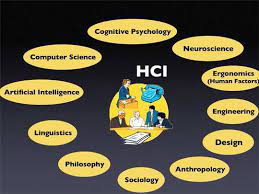 Cognitive Psychology
Neuroscience
Computer Science
HCI
Ergonomics
(Human Factors)
Artificial Intelligence
Engineering
Linguistics
Design
Philosophy
Anthropology
Sociology